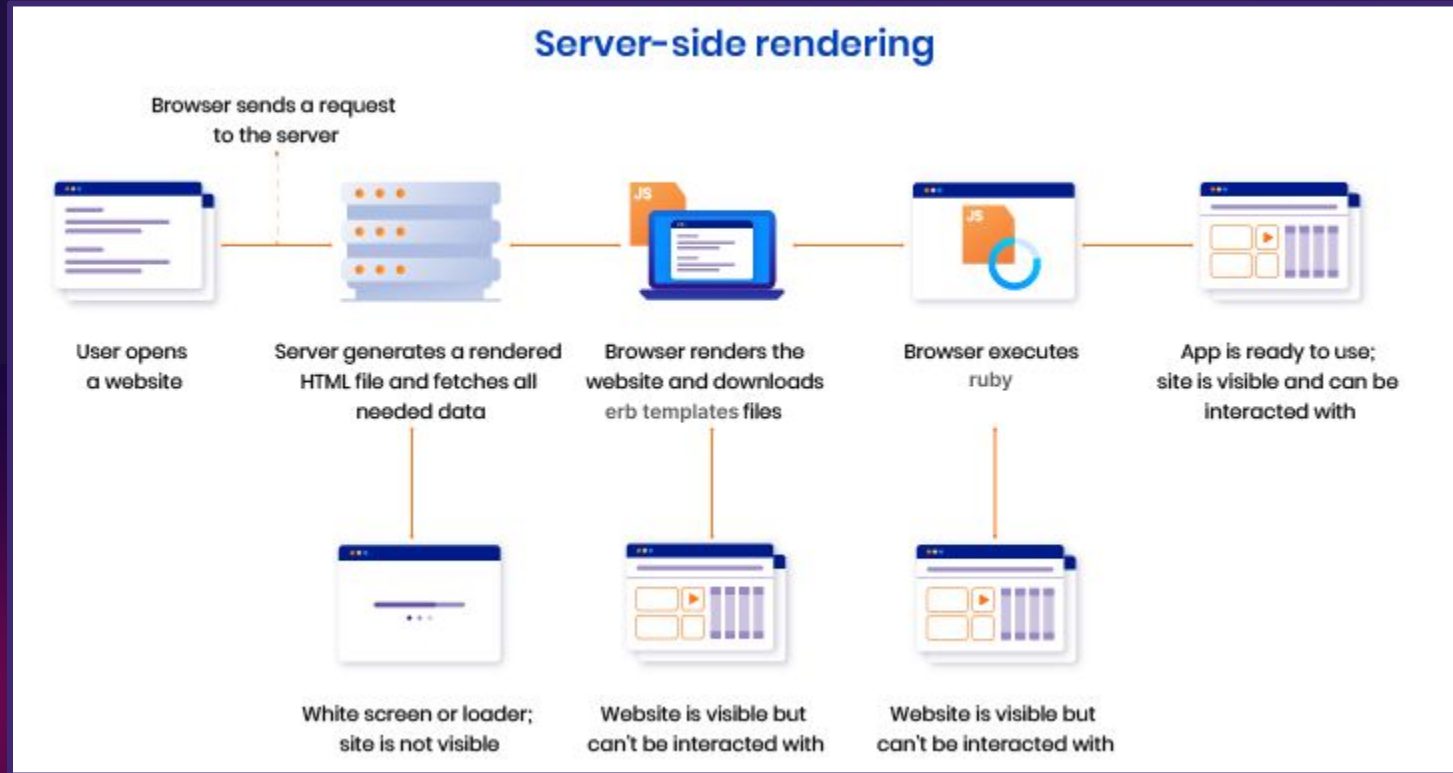 Server-side rendering
Browser sends a request
to the server
JS
JS
User opens
a website
Server generates a rendered
HTML file and fetches all
needed data
Browser renders the
website and downloads
erb templates files
Browser executes
ruby
App is ready to use;
site is visible and can be
interacted with
White screen or loader;
site is not visible
Website is visible but
can't be interacted with
Website is visible but
can't be interacted with